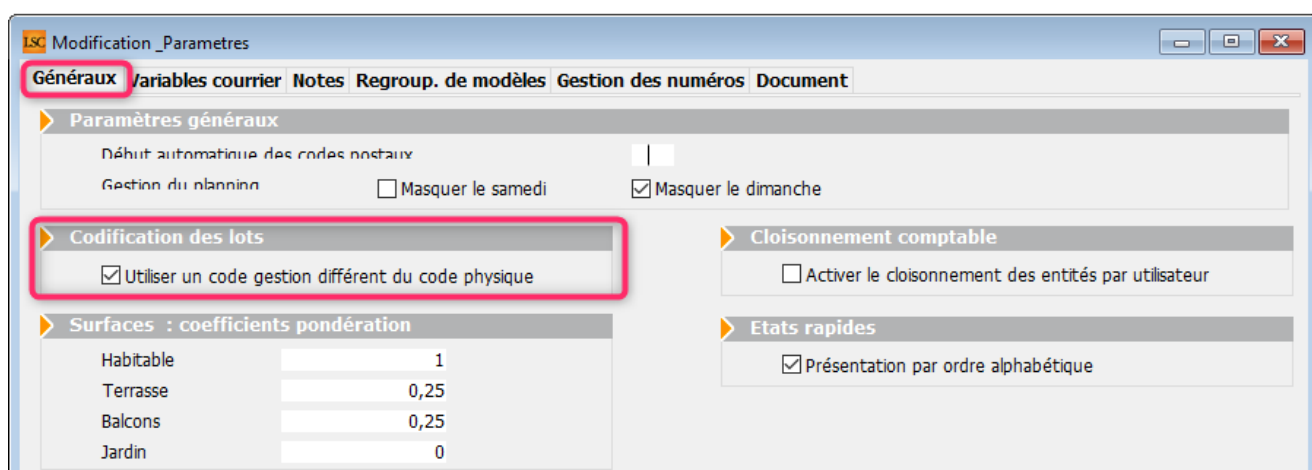 LSC Modification _Parametres
Généraux Variables courrier Notes Regroup. de modèles Gestion des numéros Document
Paramètres généraux
Début automatique des codes postaux
Gestion du planning Masquer le samedi Masquer le dimanche
Codification des lots Cloisonnement comptable
Utiliser un code gestion différent du code physique Activer le cloisonnement des entités par utilisateur
Surfaces : coefficients pondération Etats rapides
Habitable 1 Présentation par ordre alphabétique
Terrasse 0,25
Balcons 0,25
Jardin 0